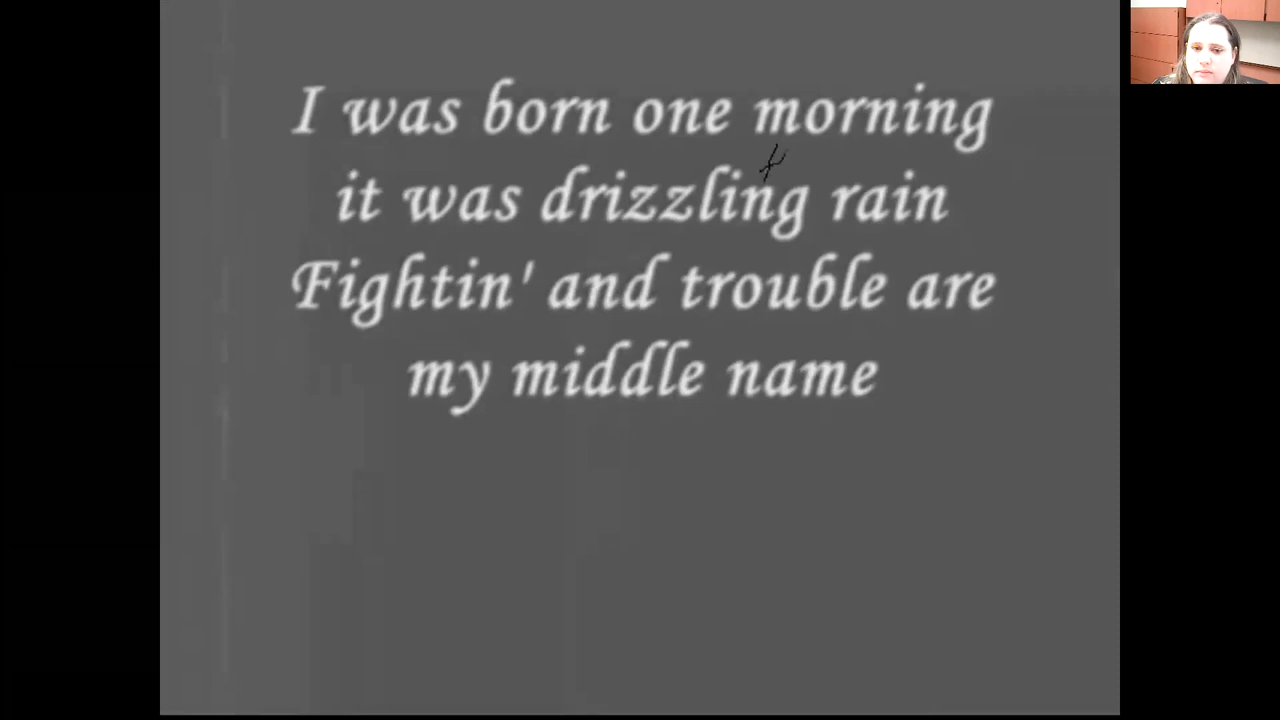 I was born one morning
it was drizzling rain
Fightin' and trouble are
my middle name